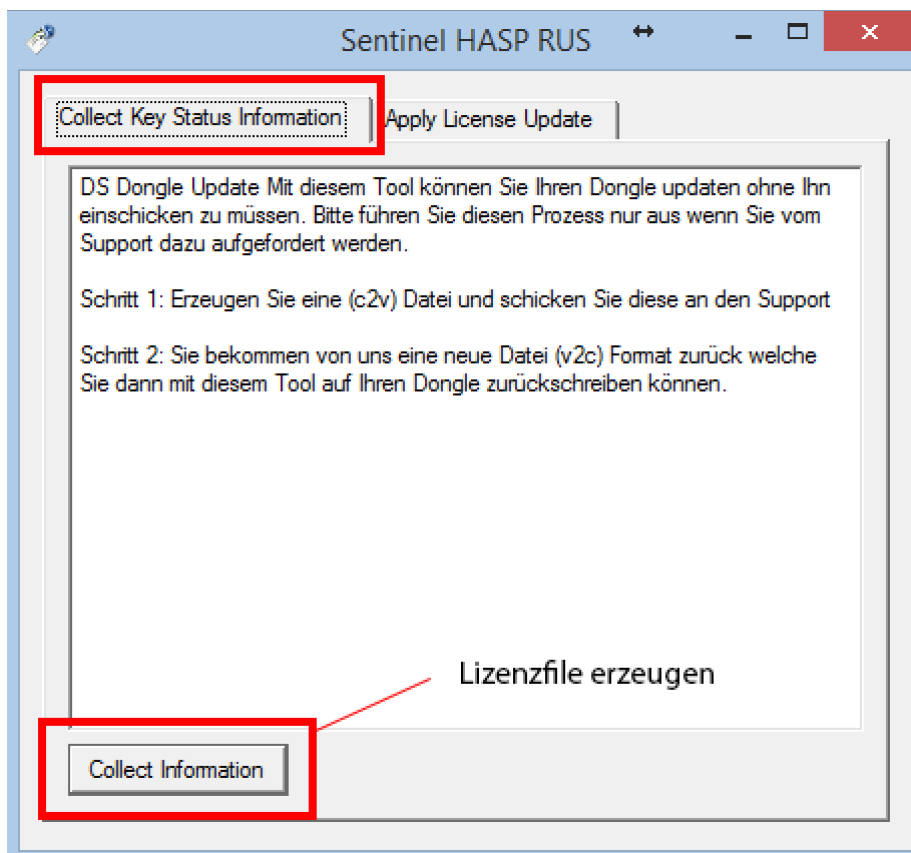 Sentinel HASP RUS
Collect Key Status Information
Apply License Update
DS Dongle Update Mit diesem Tool können Sie Ihren Dongle updaten ohne Ihn
einschicken zu müssen. Bitte führen Sie diesen Prozess nur aus wenn Sie vom
Support dazu aufgefordert werden.
Schritt 1: Erzeugen Sie eine (c2v) Datei und schicken Sie diese an den Support
Schritt 2: Sie bekommen von uns eine neue Datei (v2c) Format zurück welche
Sie dann mit diesem Tool auf Ihren Dongle zurückschreiben können.
Lizenzfile erzeugen
Collect Information